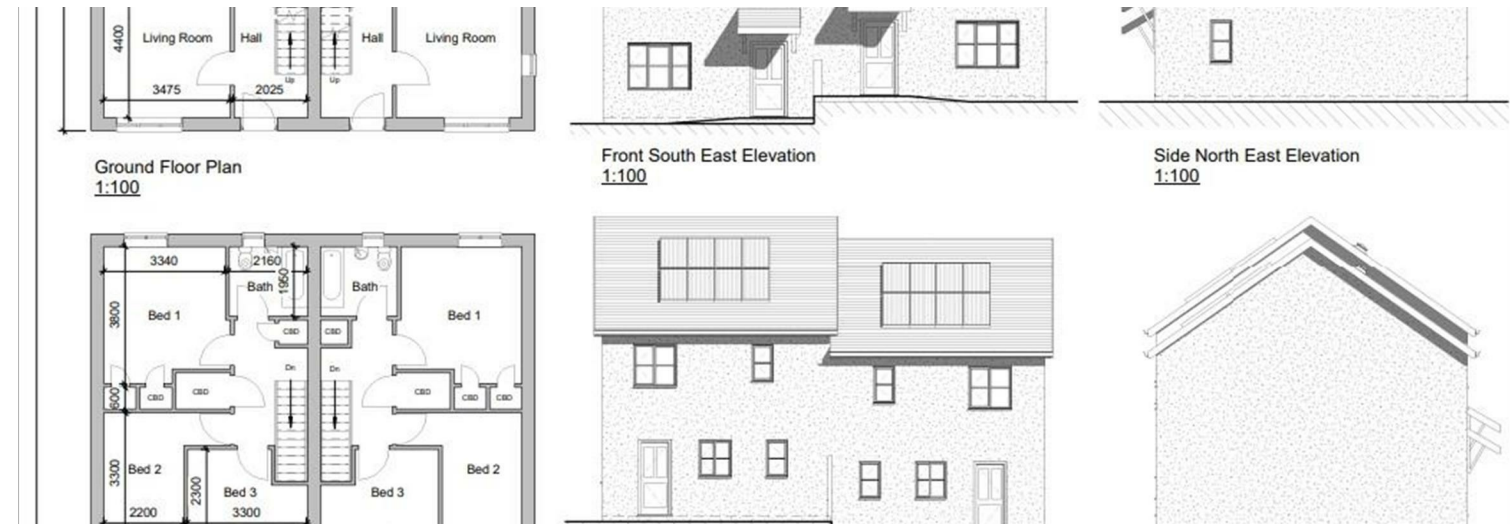 4400
Living Room
Hall
Hall
Living Room
Up
Up
3475
2025
Ground Floor Plan
1:100
Front South East Elevation
1:100
Side North East Elevation
1:100
3340
2160
1950
Bath
Bath
3800
Bed 1
Bed 1
CBD
CBD
Dn
Dn
600
CBD
CBD
CBD
CBD
CBD
3300
Bed 2
Bed 2
2300
Bed 3
Bed 3
2200
3300